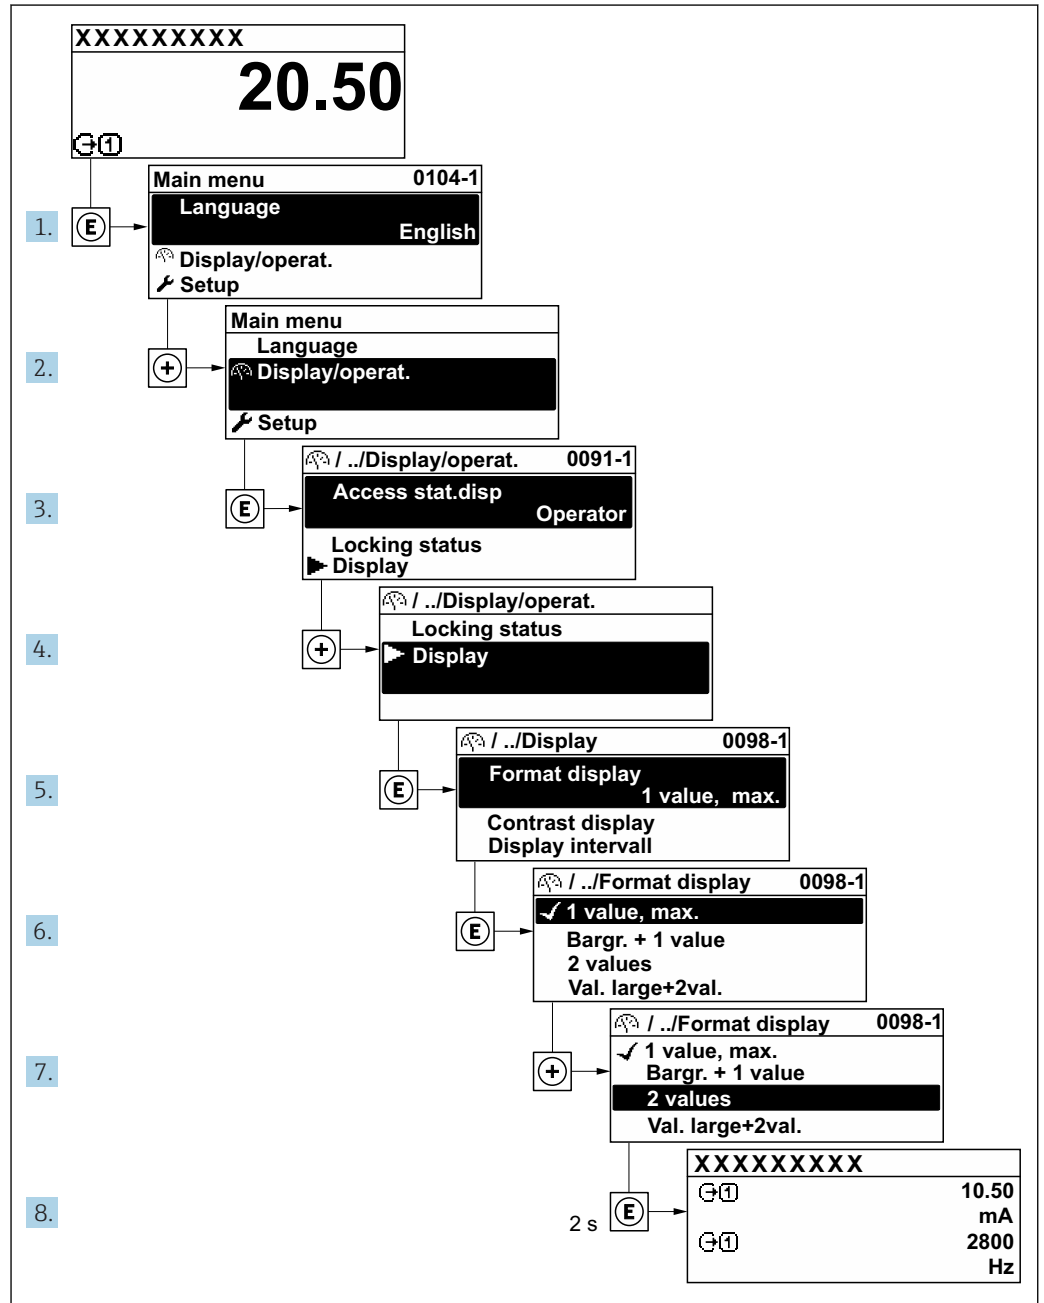 XXXXXXXXX
20.50
1
Main menu 0104-1
Language
English
1. E
Display/operat.
Setup
Main menu
Language
2. + Display/operat.
Setup
/ ../Display/operat. 0091-1
Access stat.disp
3. E Operator
Locking status
Display
/ ../Display/operat.
Locking status
4. + Display
/ ../Display 0098-1
Format display
5. E 1 value, max.
Contrast display
Display intervall
/ ../Format display 0098-1
1 value, max.
6. E Bargr. + 1 value
2 values
Val. large+2val.
/ ../Format display 0098-1
1 value, max.
7. + Bargr. + 1 value
2 values
Val. large+2val.
XXXXXXXXX
1 10.50
8. 2 s E mA
1 2800
Hz